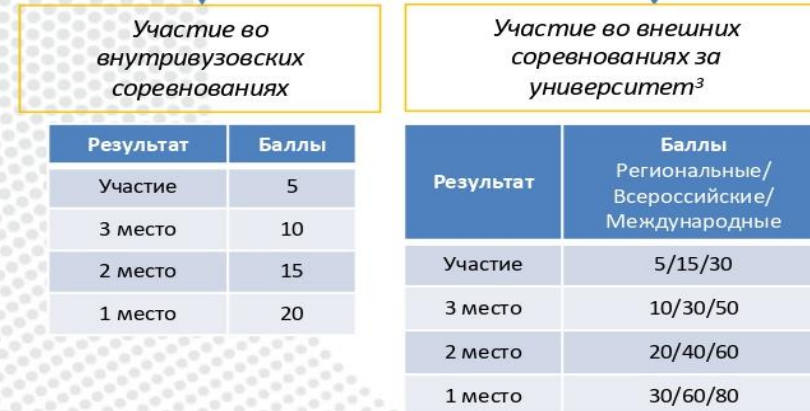 Участие во
внутривузовских
соревнованиях
Результат Баллы
Участие 5
3 место 10
2 место 15
1 место 20
Участие во внешних
соревнованиях за
университет³
Результат
Баллы
Региональные/
Всероссийские/
Международные
Участие 5/15/30
3 место 10/30/50
2 место 20/40/60
1 место 30/60/80